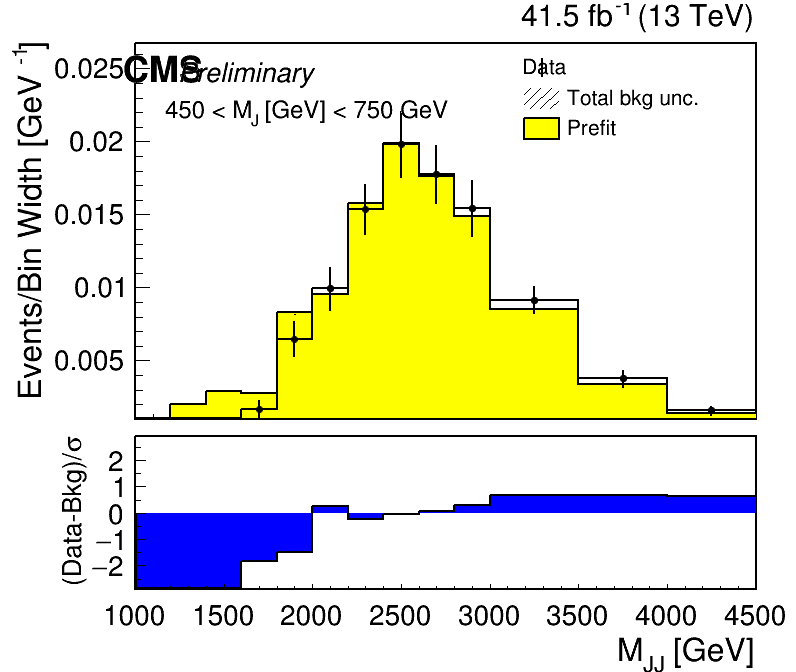 41.5 fb⁻¹ (13 TeV)
CMS Preliminary
450 < M_J [GeV] < 750 GeV
Data
Total bkg unc.
Prefit
Events/Bin Width [GeV⁻¹]
0.025
0.02
0.015
0.01
0.005
(Data-Bkg)/σ
2
1
0
−1
−2
1000 1500 2000 2500 3000 3500 4000 4500
M_JJ [GeV]